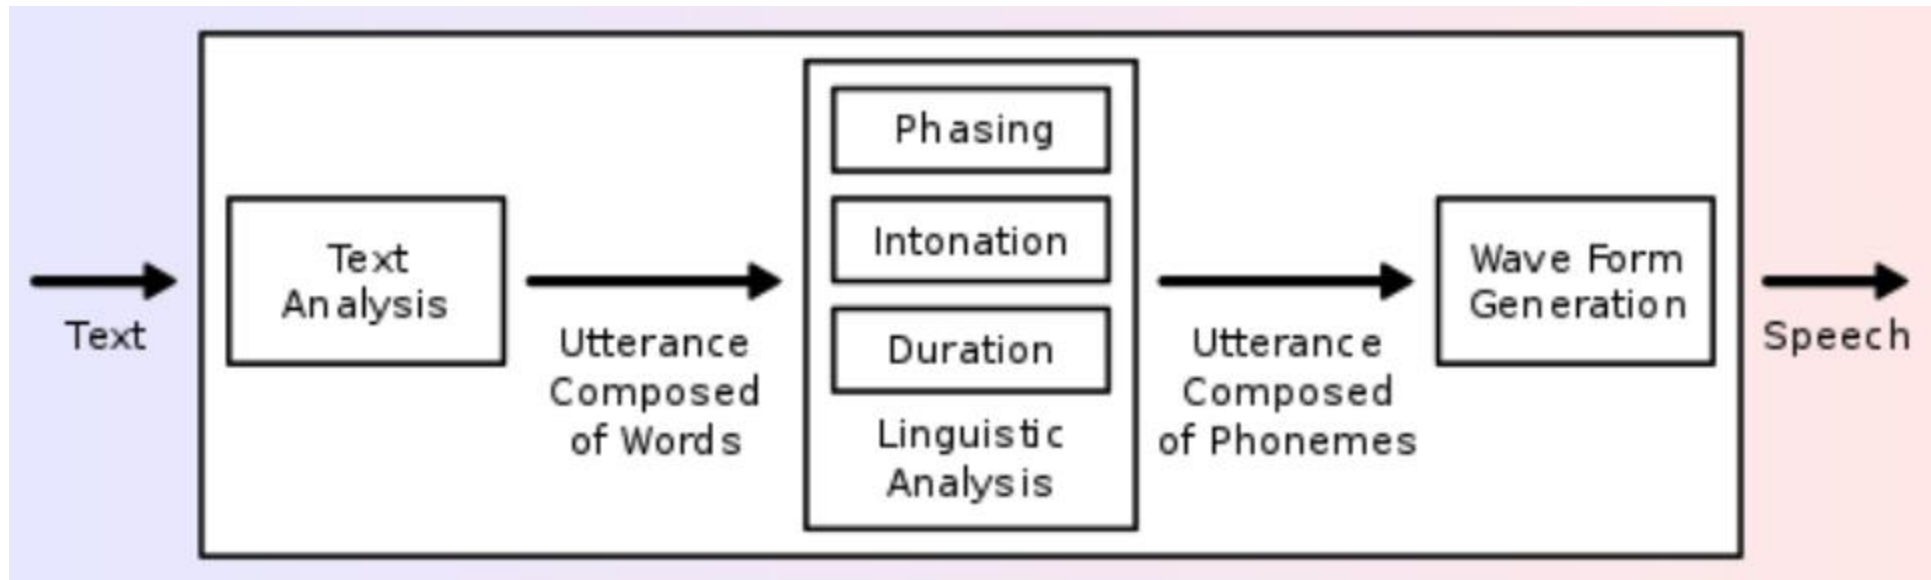 Text
Text
Analysis
Utterance
Composed
of Words
Phasing
Intonation
Duration
Linguistic
Analysis
Utterance
Composed
of Phonemes
Wave Form
Generation
Speech